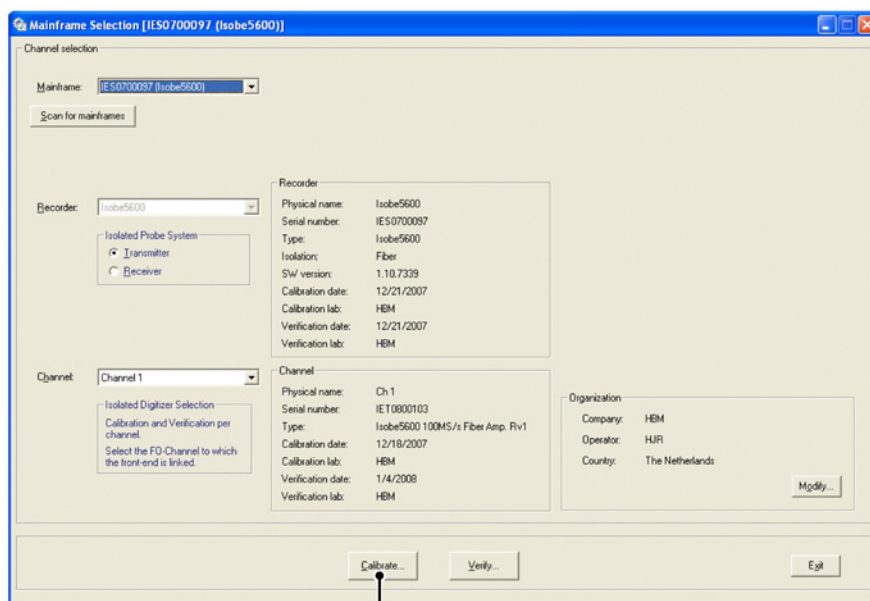 Mainframe Selection [IES0700097 (Isobe5600)]
Channel selection
Mainframe: IES0700097 (Isobe5600)
Scan for mainframes
Recorder: Isobe5600
Isolated Probe System
Transmitter
Receiver
Recorder
Physical name: Isobe5600
Serial number: IES0700097
Type: Isobe5600
Isolation: Fiber
SW version: 1.10.7339
Calibration date: 12/21/2007
Calibration lab: HBM
Verification date: 12/21/2007
Verification lab: HBM
Channel: Channel 1
Isolated Digitizer Selection
Calibration and Verification per
channel.
Select the FO-Channel to which
the front-end is linked.
Channel
Physical name: Ch 1
Serial number: IET0800103
Type: Isobe5600 100MS/s Fiber Amp. Rv1
Calibration date: 12/18/2007
Calibration lab: HBM
Verification date: 1/4/2008
Verification lab: HBM
Organization
Company: HBM
Operator: HJR
Country: The Netherlands
Modify...
Calibrate...
Verify...
Exit